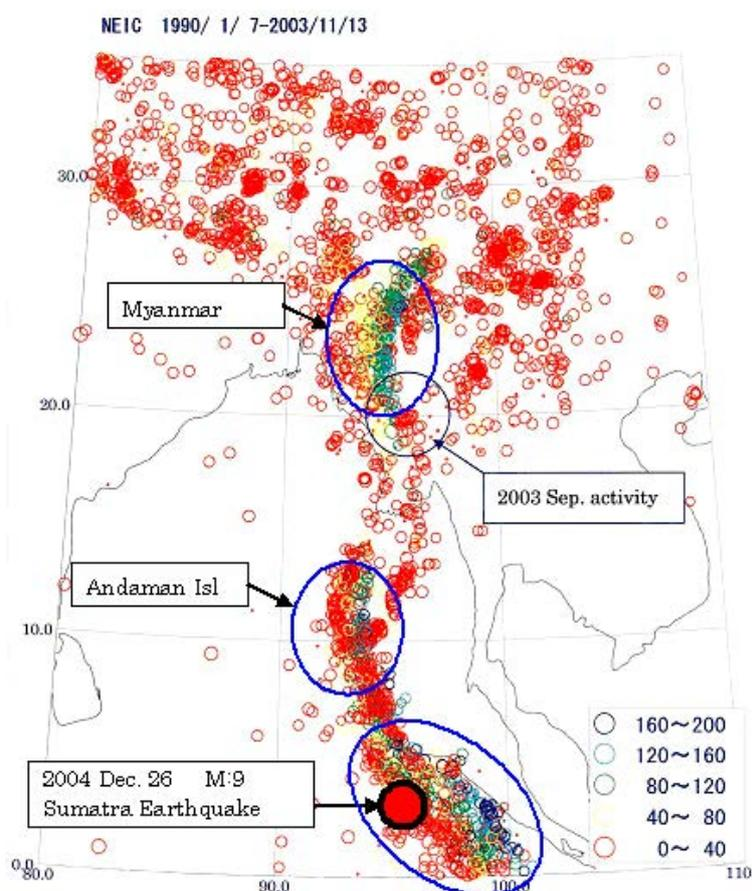 NEIC 1990/ 1/ 7-2003/11/13
30.0
Myanmar
20.0
2003 Sep. activity
Andaman Isl
10.0
160~200
120~160
80~120
40~ 80
0~ 40
2004 Dec. 26 M:9
Sumatra Earthquake
0.0
80.0
90.0
100.0
110